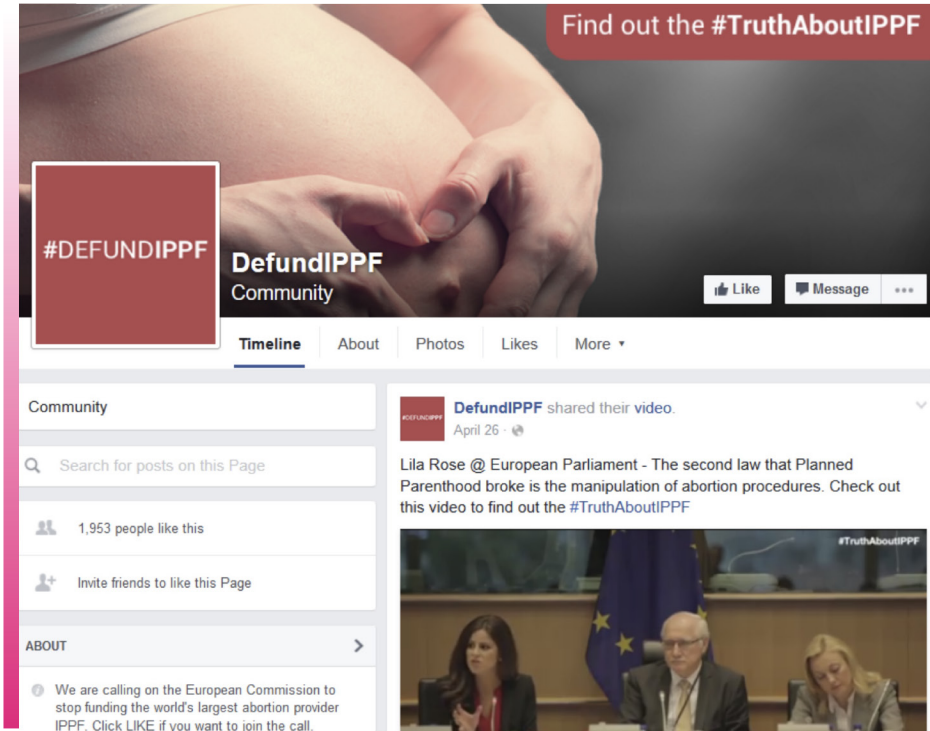 Find out the #TruthAboutIPPF
#DEFUNDIPPF
DefundIPPF
Community
Like
Message
Timeline
About
Photos
Likes
More
Community
Search for posts on this Page
1,953 people like this
Invite friends to like this Page
ABOUT
We are calling on the European Commission to
stop funding the world's largest abortion provider
IPPF. Click LIKE if you want to join the call.
#DEFUNDIPPF
DefundIPPF shared their video.
April 26 ·
Lila Rose @ European Parliament - The second law that Planned
Parenthood broke is the manipulation of abortion procedures. Check out
this video to find out the #TruthAboutIPPF
#TruthAboutIPPF